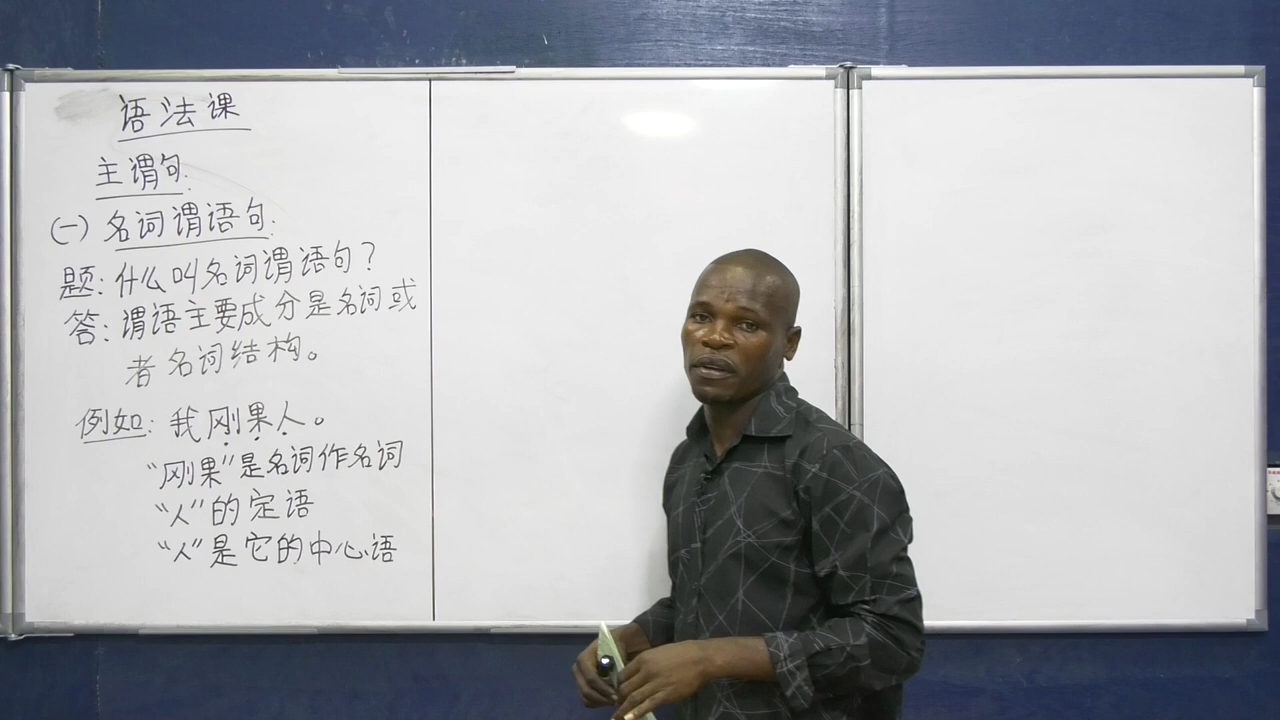 语法课
主谓句.
(一) 名词谓语句.
题: 什么叫名词谓语句?
答: 谓语主要成分是名词或
者名词结构。
例如: 我刚果人。
“刚果”是名词作名词
“人”的定语
“人”是它的中心语